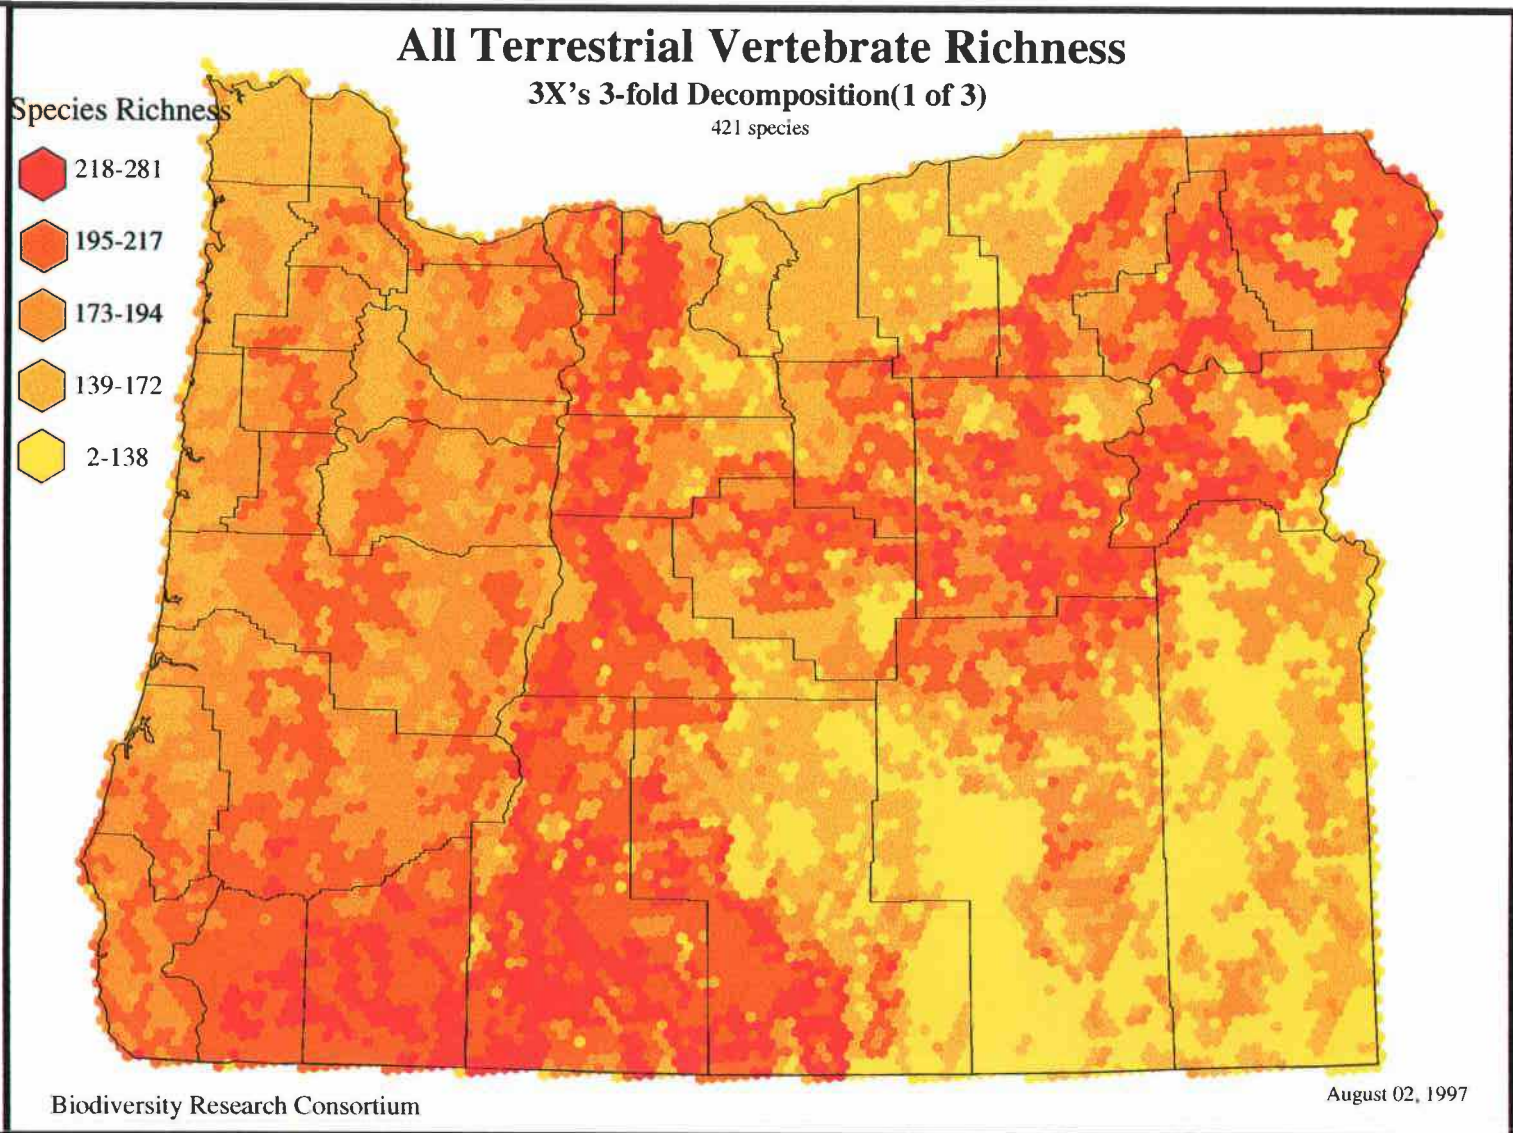 All Terrestrial Vertebrate Richness
3X's 3-fold Decomposition(1 of 3)
421 species
Species Richness
218-281
195-217
173-194
139-172
2-138
Biodiversity Research Consortium
August 02, 1997